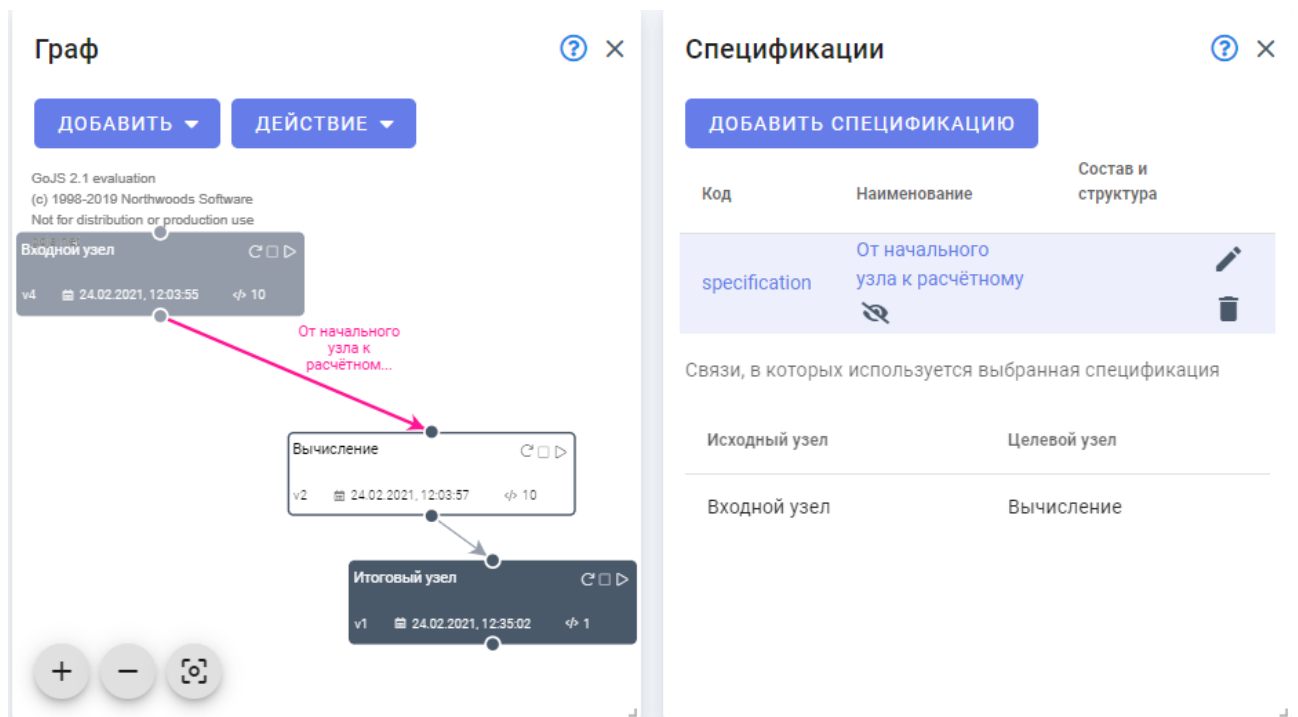 Граф
ДОБАВИТЬ
ДЕЙСТВИЕ
GoJS 2.1 evaluation
(c) 1998-2019 Northwoods Software
Not for distribution or production use
Входной узел
v4 24.02.2021, 12:03:55 </> 10
От начального
узла к
расчётном...
Вычисление
v2 24.02.2021, 12:03:57 </> 10
Итоговый узел
v1 24.02.2021, 12:35:02 </> 1
Спецификации
ДОБАВИТЬ СПЕЦИФИКАЦИЮ
Код Наименование Состав и
структура
specification От начального
узла к расчётному
Связи, в которых используется выбранная спецификация
Исходный узел Целевой узел
Входной узел Вычисление